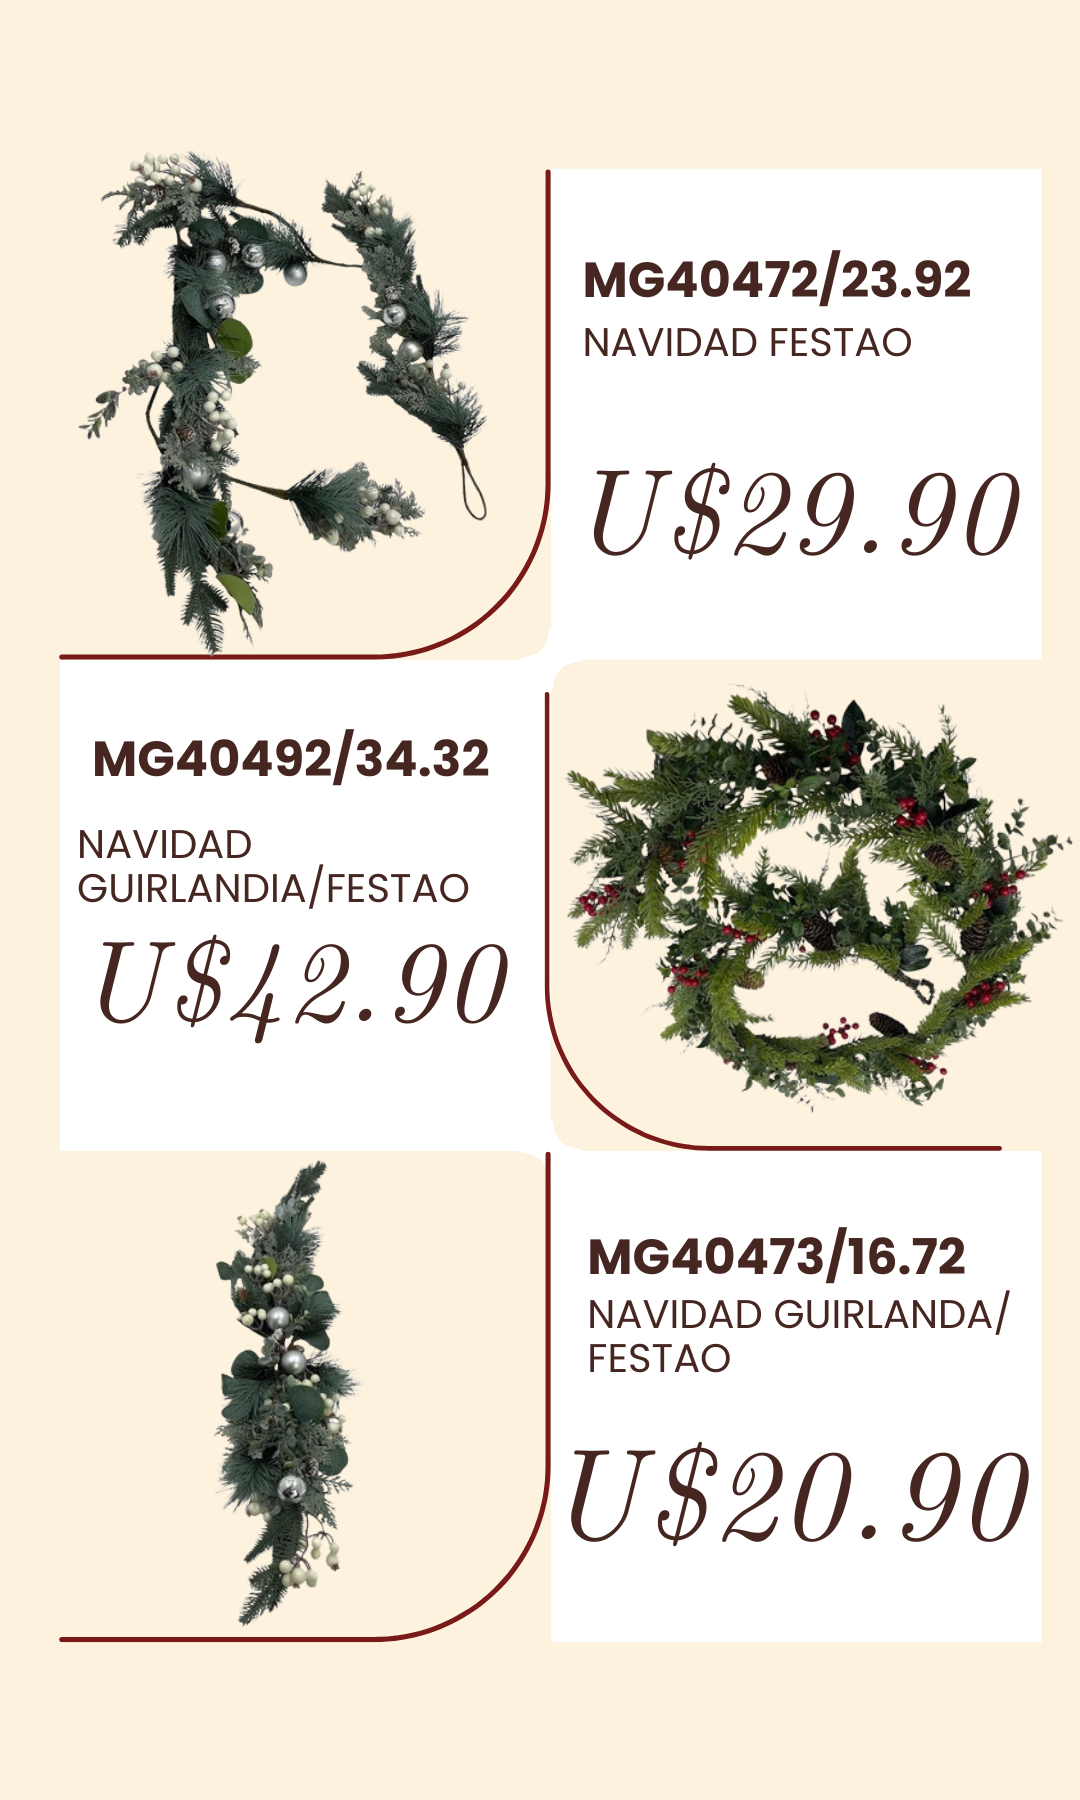 MG40472/23.92
NAVIDAD FESTAO
U$29.90
MG40492/34.32
NAVIDAD
GUIRLANDIA/FESTAO
U$42.90
MG40473/16.72
NAVIDAD GUIRLANDA/
FESTAO
U$20.90